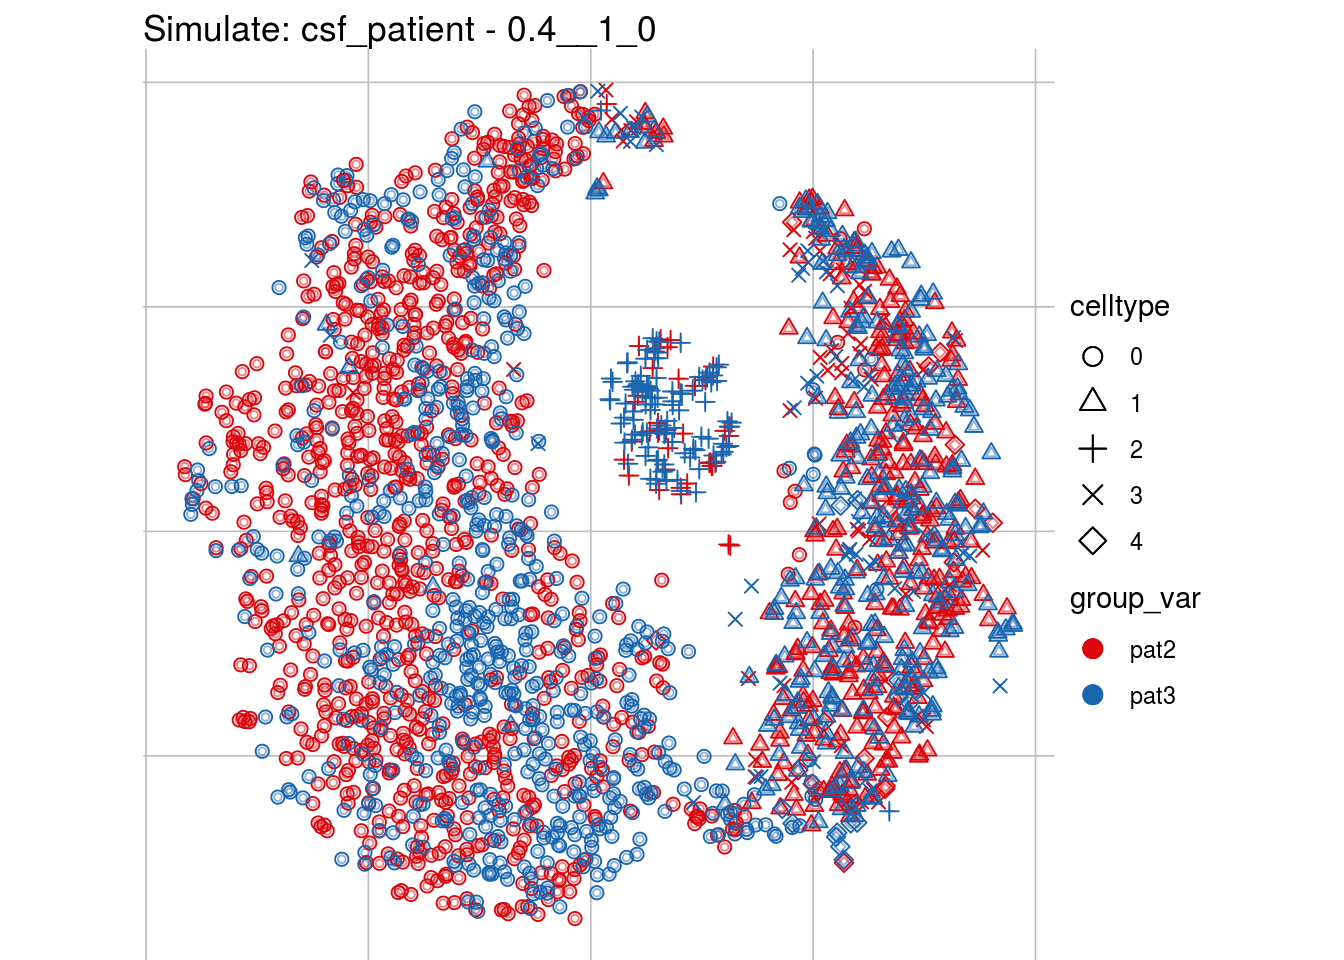 Simulate: csf_patient - 0.4__1_0
celltype
0
1
2
3
4
group_var
pat2
pat3